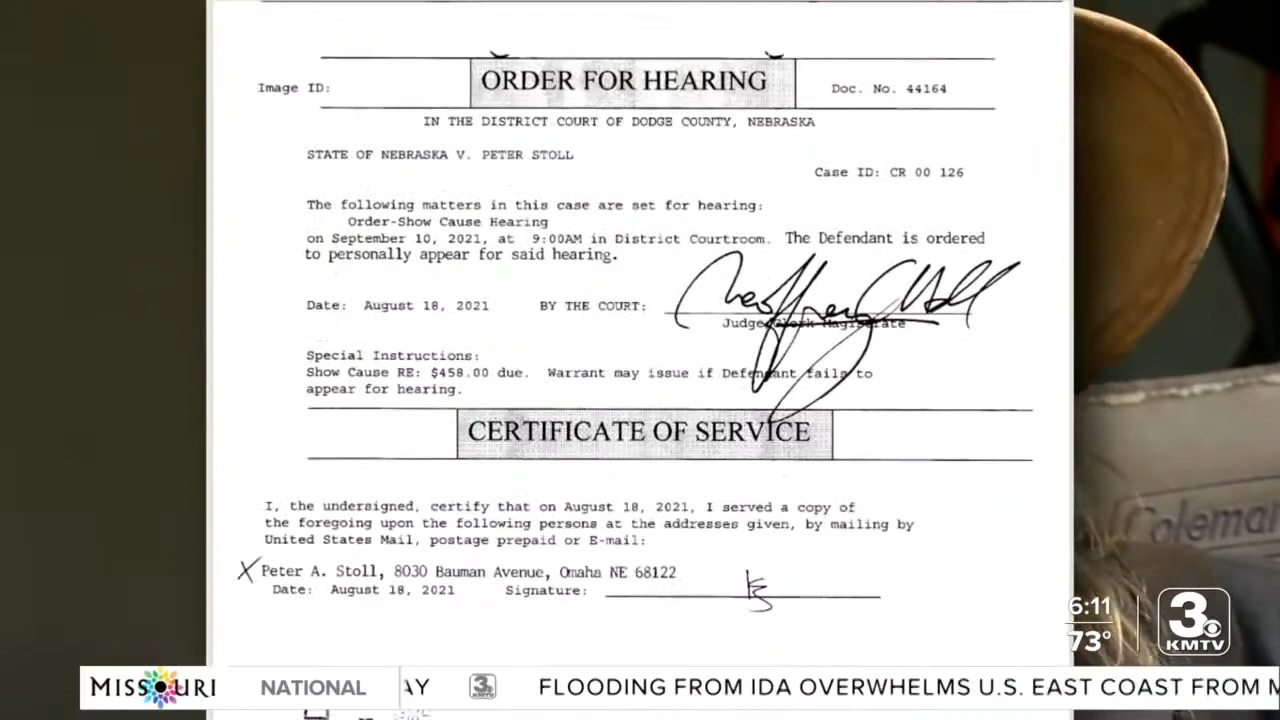 ORDER FOR HEARING
Image ID:
Doc. No. 44164
IN THE DISTRICT COURT OF DODGE COUNTY, NEBRASKA
STATE OF NEBRASKA V. PETER STOLL
Case ID: CR 00 126
The following matters in this case are set for hearing:
Order-Show Cause Hearing
on September 10, 2021, at 9:00AM in District Courtroom. The Defendant is ordered
to personally appear for said hearing.
Date: August 18, 2021 BY THE COURT:
Judge/Clerk Magistrate
Special Instructions:
Show Cause RE: $458.00 due. Warrant may issue if Defendant fails to
appear for hearing.
CERTIFICATE OF SERVICE
I, the undersigned, certify that on August 18, 2021, I served a copy of
the foregoing upon the following persons at the addresses given, by mailing by
United States Mail, postage prepaid or E-mail:
X Peter A. Stoll, 8030 Bauman Avenue, Omaha NE 68122
Date: August 18, 2021 Signature:
Coleman
6:11
73°
3
KMTV
MISSOURI NATIONAL AY 3 FLOODING FROM IDA OVERWHELMS U.S. EAST COAST FROM M